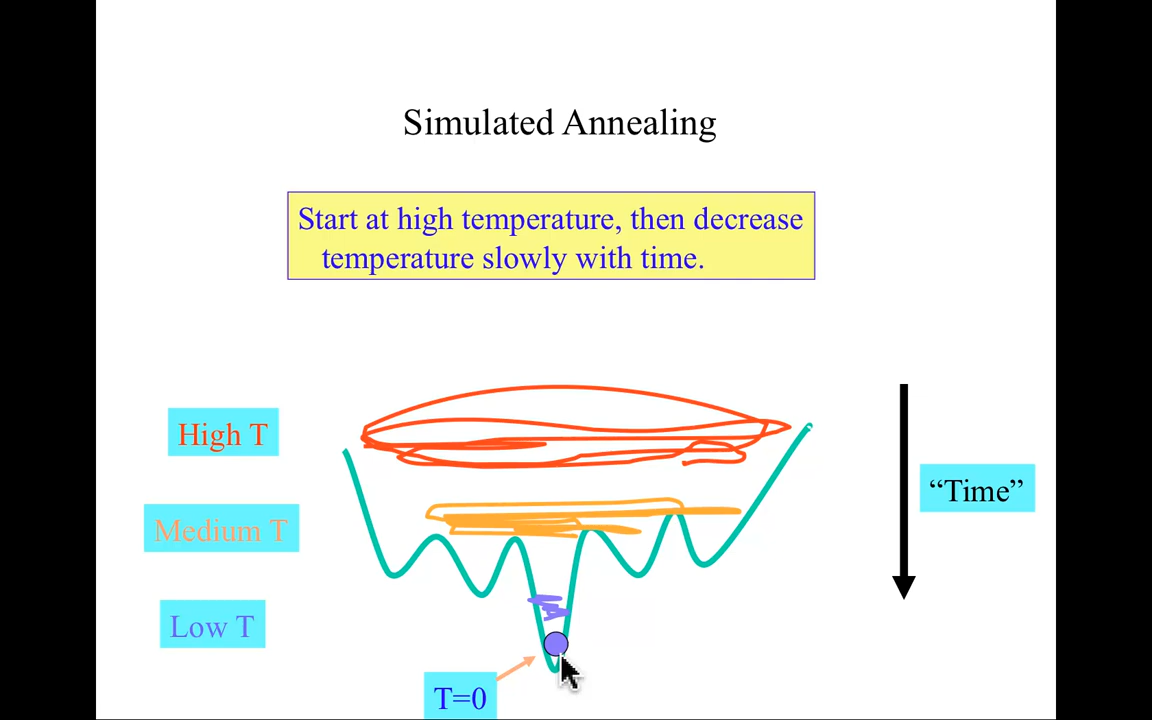 Simulated Annealing
Start at high temperature, then decrease
temperature slowly with time.
High T
Medium T
"Time"
Low T
T=0